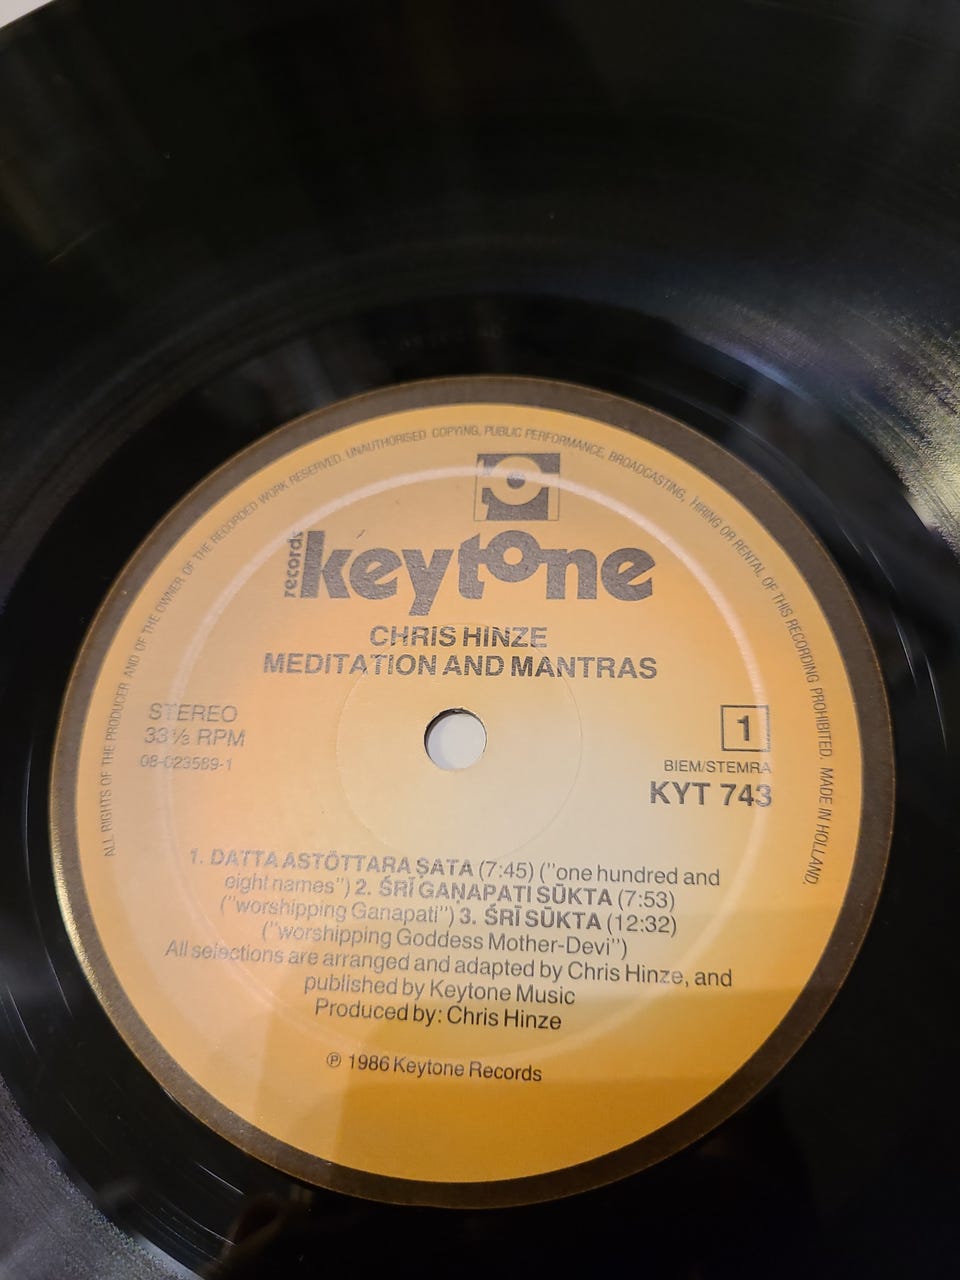 ALL RIGHTS OF THE PRODUCER AND OF THE OWNER OF THE RECORDED WORK RESERVED. UNAUTHORISED COPYING, PUBLIC PERFORMANCE, BROADCASTING, HIRING OR RENTAL OF THIS RECORDING PROHIBITED. MADE IN HOLLAND.
records keytone
CHRIS HINZE
MEDITATION AND MANTRAS
STEREO
33⅓ RPM
08-023589-1
1
BIEM/STEMRA
KYT 743
1. DATTA ASTÖTTARA ṢATA (7:45) ("one hundred and
eight names") 2. ŚRĪ GAṆAPATI SŪKTA (7:53)
("worshipping Ganapati") 3. ŚRĪ SŪKTA (12:32)
("worshipping Goddess Mother-Devi")
All selections are arranged and adapted by Chris Hinze, and
published by Keytone Music
Produced by: Chris Hinze
℗ 1986 Keytone Records